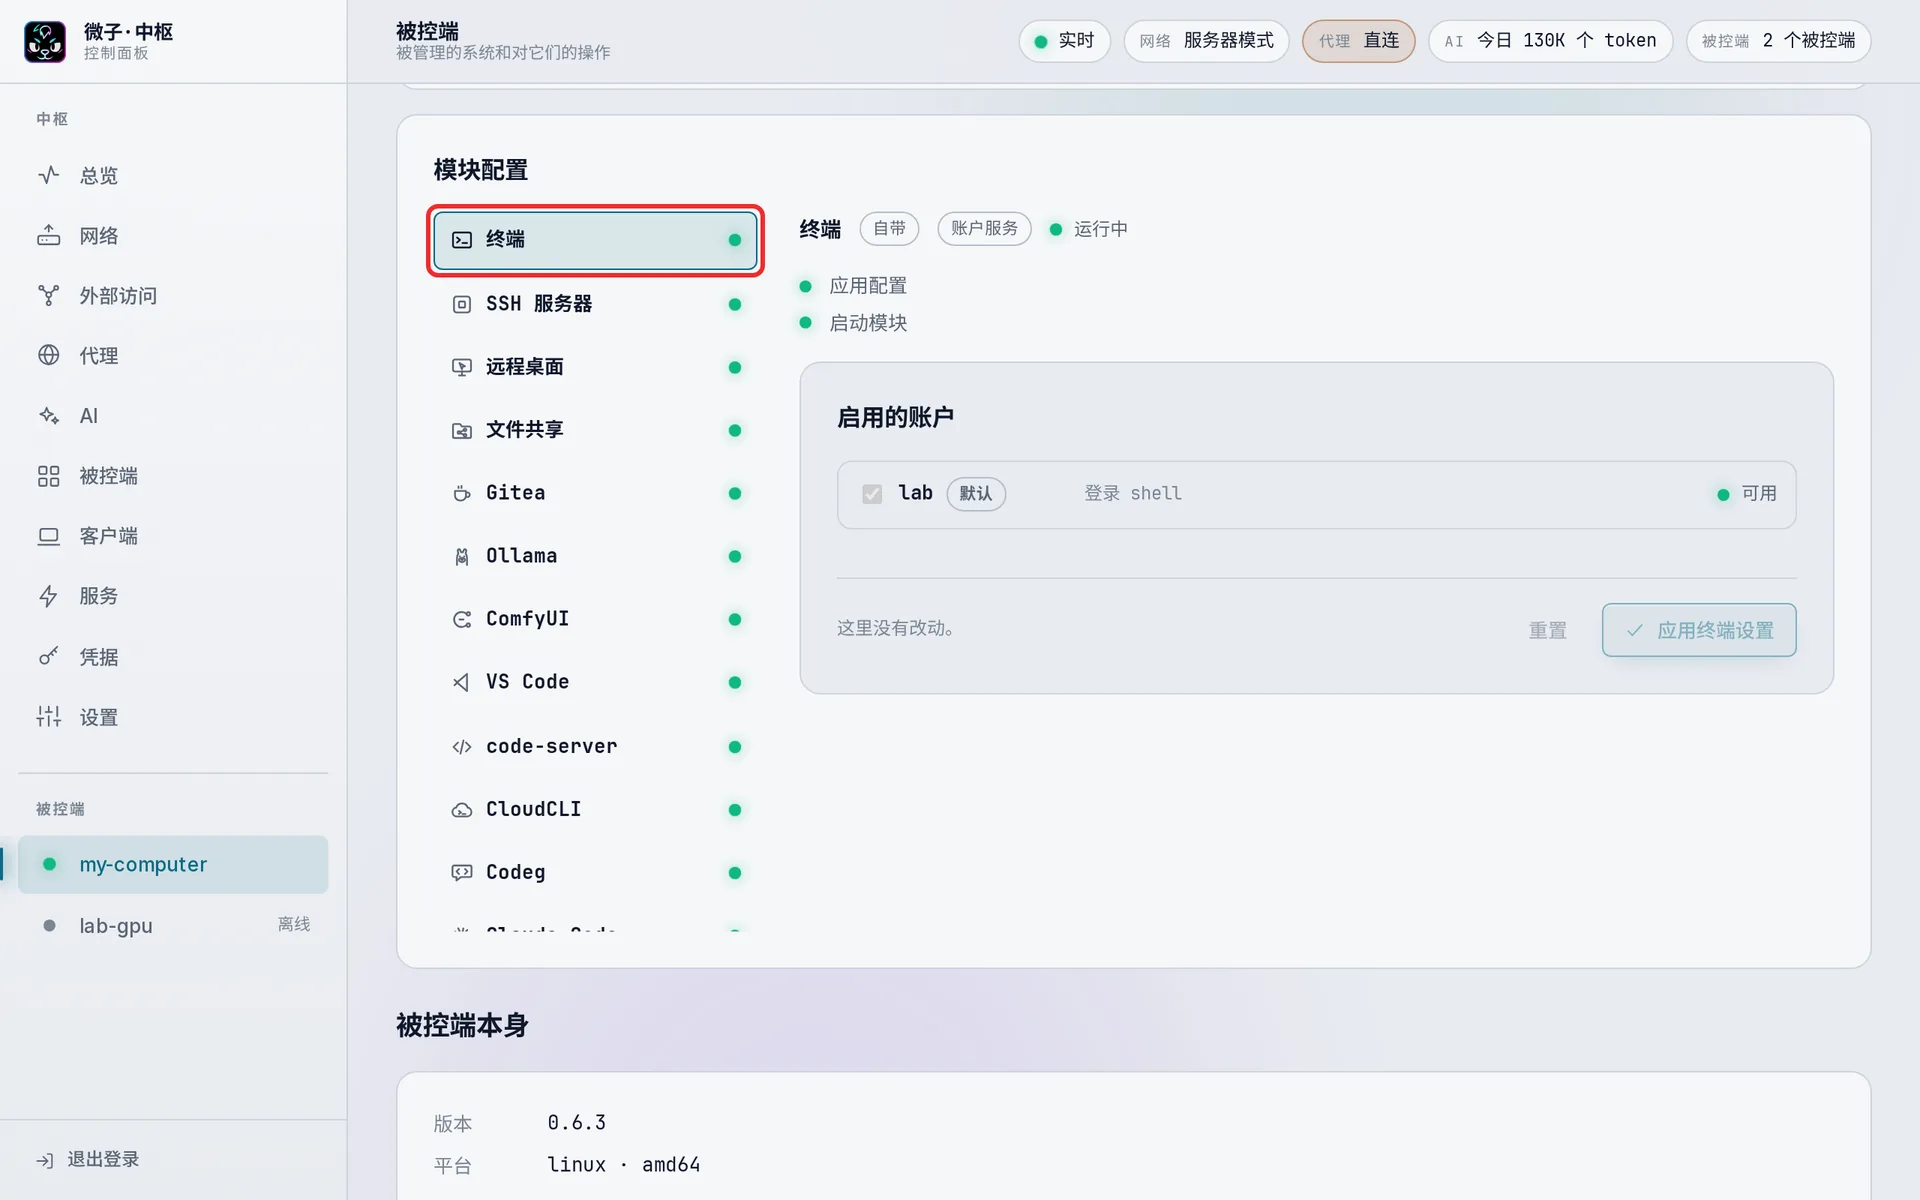 微子·中枢
控制面板
被控端
被管理的系统和对它们的操作
实时
网络 服务器模式
代理 直连
AI 今日 130K 个 token
被控端 2 个被控端
中枢
总览
网络
外部访问
代理
AI
被控端
客户端
服务
凭据
设置
被控端
my-computer
lab-gpu 离线
退出登录
模块配置
终端
SSH 服务器
远程桌面
文件共享
Gitea
Ollama
ComfyUI
VS Code
code-server
CloudCLI
Codeg
终端 自带 账户服务 运行中
应用配置
启动模块
启用的账户
lab 默认 登录 shell 可用
这里没有改动。
重置
应用终端设置
被控端本身
版本 0.6.3
平台 linux · amd64